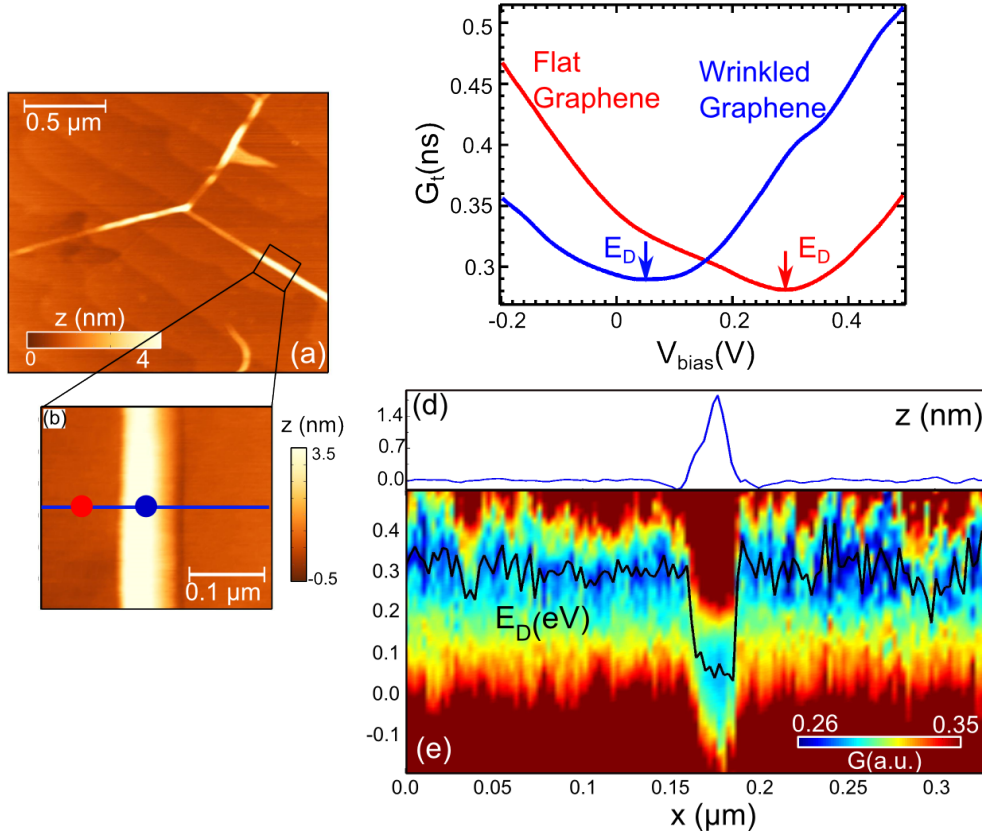 0.5 μm
z (nm)
0
4
(a)
(b)
z (nm)
3.5
-0.5
0.1 μm
0.5
0.45
0.4
0.35
0.3
G_t(ns)
Flat
Graphene
Wrinkled
Graphene
E_D
E_D
-0.2
0
0.2
0.4
V_bias(V)
(d)
z (nm)
1.4
0.7
0.0
0.4
0.3
0.2
0.1
0.0
-0.1
E_D(eV)
(e)
0.26
0.35
G(a.u.)
0.0
0.05
0.1
0.15
0.2
0.25
0.3
x (μm)